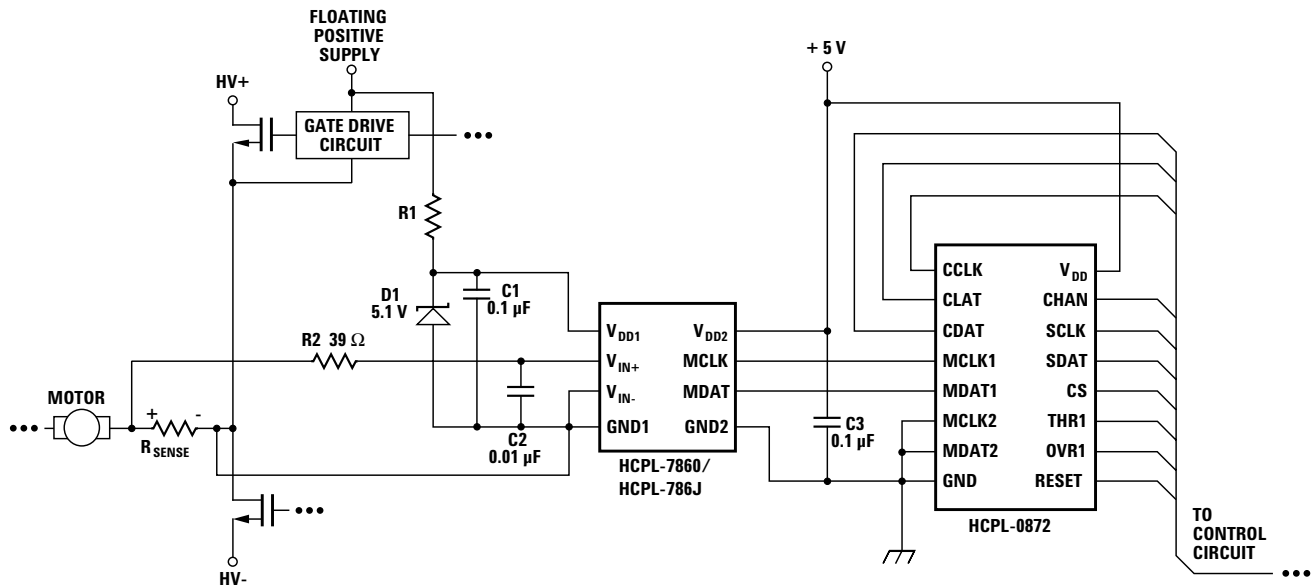 FLOATING
POSITIVE
SUPPLY
+ 5 V
HV+
GATE DRIVE
CIRCUIT
R1
D1
5.1 V
C1
0.1 µF
R2 39 Ω
MOTOR
+ -
R_SENSE
C2
0.01 µF
V_DD1
V_IN+
V_IN-
GND1
V_DD2
MCLK
MDAT
GND2
HCPL-7860/
HCPL-786J
C3
0.1 µF
CCLK
CLAT
CDAT
MCLK1
MDAT1
MCLK2
MDAT2
GND
V_DD
CHAN
SCLK
SDAT
CS
THR1
OVR1
RESET
HCPL-0872
TO
CONTROL
CIRCUIT
HV-